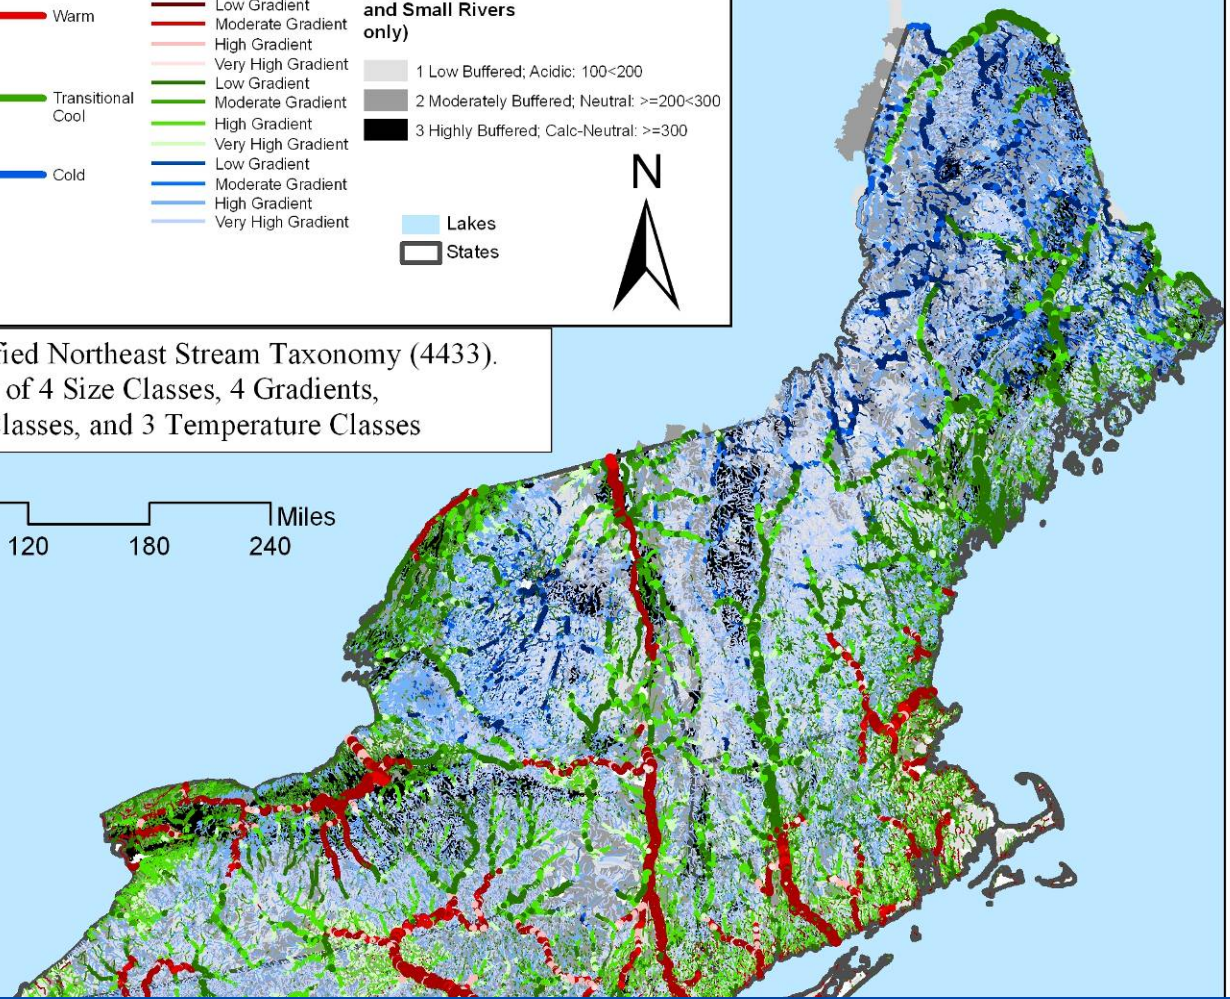 Low Gradient
and Small Rivers
Warm
Moderate Gradient
only)
High Gradient
Very High Gradient
1 Low Buffered; Acidic: 100<200
Low Gradient
Transitional
Cool
Moderate Gradient
2 Moderately Buffered; Neutral: >=200<300
High Gradient
3 Highly Buffered; Calc-Neutral: >=300
Very High Gradient
Low Gradient
Cold
Moderate Gradient
High Gradient
Very High Gradient
N
Lakes
States
fied Northeast Stream Taxonomy (4433).
of 4 Size Classes, 4 Gradients,
lasses, and 3 Temperature Classes
Miles
120 180 240